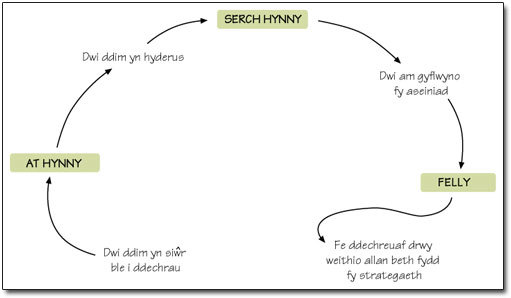 SERCH HYNNY
Dwi ddim yn hyderus
Dwi am gyflwyno
fy aseiniad
AT HYNNY
FELLY
Dwi ddim yn siŵr
ble i ddechrau
Fe ddechreuaf drwy
weithio allan beth fydd
fy strategaeth